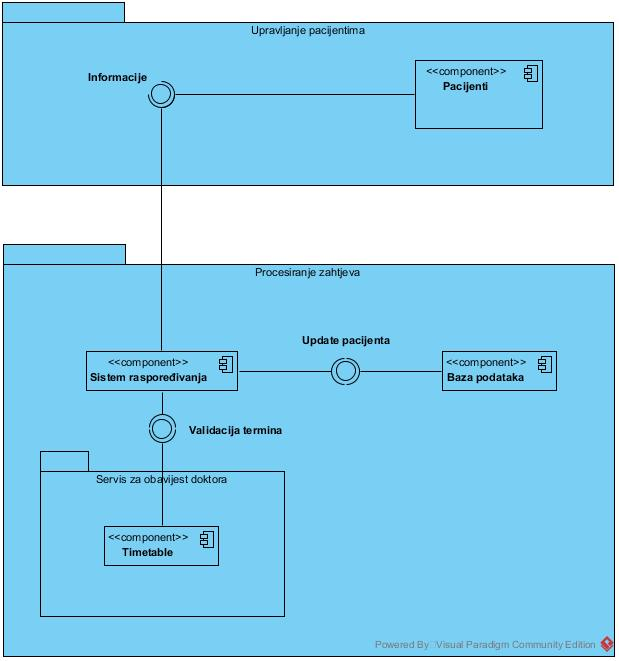 Upravljanje pacijentima
Informacije
<<component>>
Pacijenti
Procesiranje zahtjeva
Update pacijenta
<<component>>
Sistem raspoređivanja
<<component>>
Baza podataka
Validacija termina
Servis za obavijest doktora
<<component>>
Timetable
Powered By Visual Paradigm Community Edition